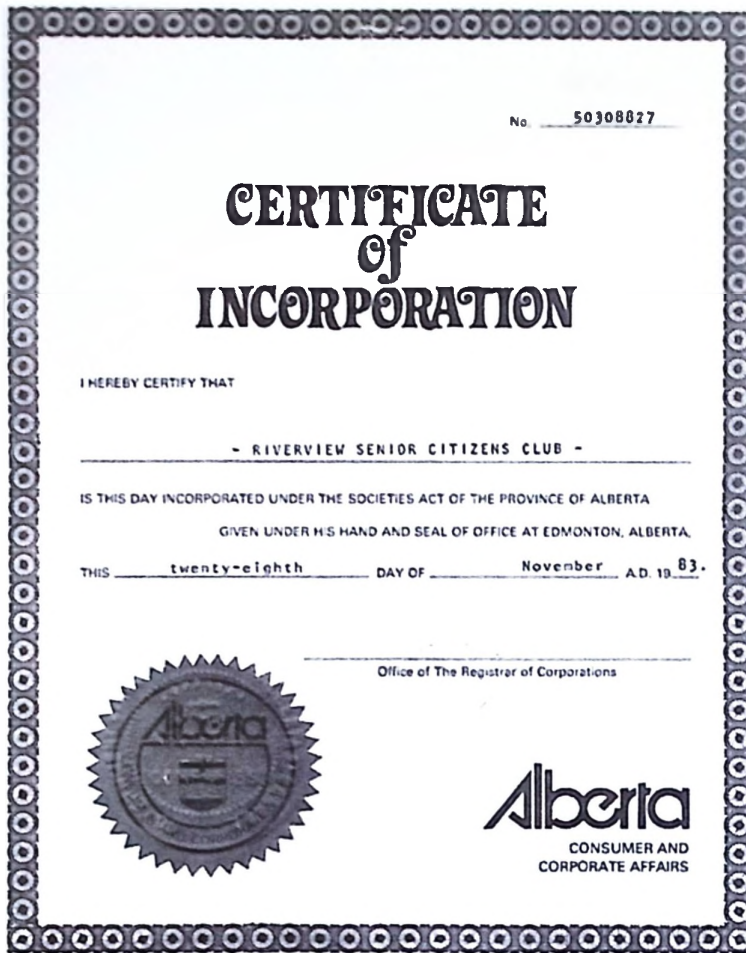 No. 50308827
CERTIFICATE
of
INCORPORATION
I HEREBY CERTIFY THAT
- RIVERVIEW SENIOR CITIZENS CLUB -
IS THIS DAY INCORPORATED UNDER THE SOCIETIES ACT OF THE PROVINCE OF ALBERTA
GIVEN UNDER HIS HAND AND SEAL OF OFFICE AT EDMONTON, ALBERTA,
THIS twenty-eighth DAY OF November A.D. 19 83.
Office of The Registrar of Corporations
Alberta
Alberta
CONSUMER AND
CORPORATE AFFAIRS